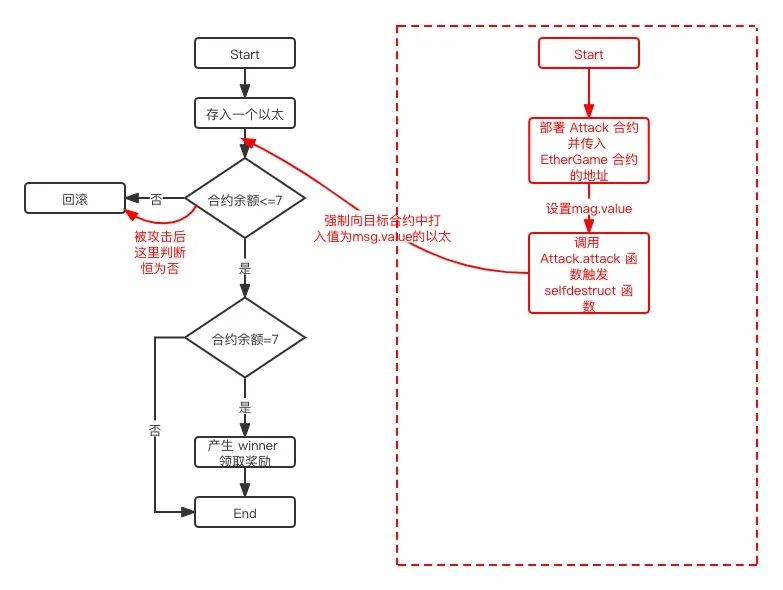 Start
存入一个以太
合约余额<=7
否
回滚
被攻击后
这里判断
恒为否
是
合约余额=7
是
否
产生 winner
领取奖励
End
强制向目标合约中打
入值为msg.value的以太
Start
部署 Attack 合约
并传入
EtherGame 合约
的地址
设置mag.value
调用
Attack.attack 函
数触发
selfdestruct 函
数